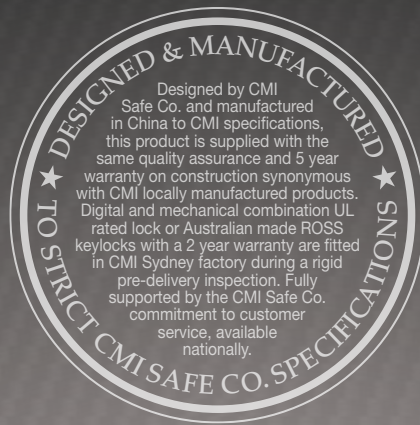 DESIGNED & MANUFACTURED
Designed by CMI
Safe Co. and manufactured
in China to CMI specifications,
this product is supplied with the
same quality assurance and 5 year
warranty on construction synonymous
with CMI locally manufactured products.
Digital and mechanical combination UL
rated lock or Australian made ROSS
keylocks with a 2 year warranty are fitted
in CMI Sydney factory during a rigid
pre-delivery inspection. Fully
supported by the CMI Safe Co.
commitment to customer
service, available
nationally.
TO STRICT CMI SAFE CO. SPECIFICATIONS